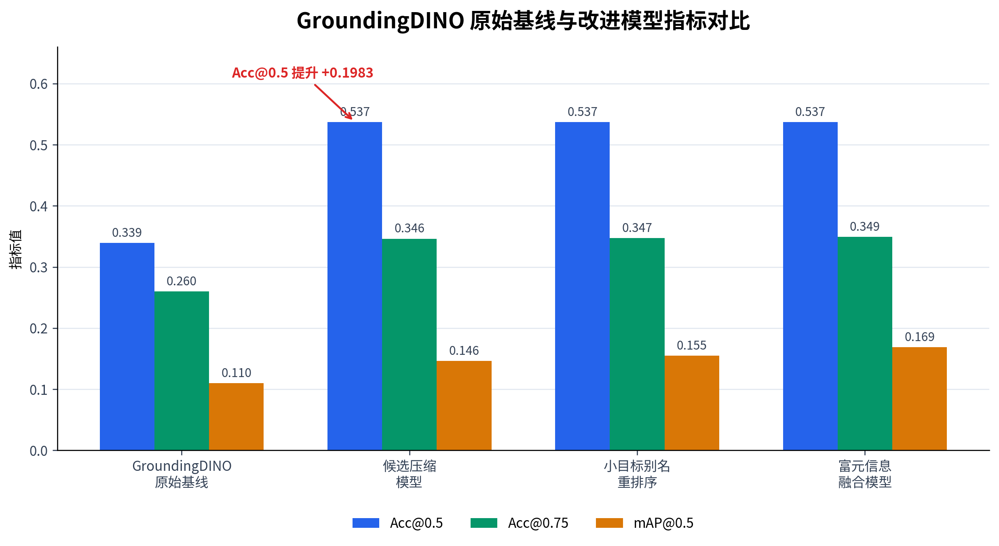 GroundingDINO 原始基线与改进模型指标对比
Acc@0.5 提升 +0.1983
指标值
0.6
0.5
0.4
0.3
0.2
0.1
0.0
0.339
0.260
0.110
0.537
0.346
0.146
0.537
0.347
0.155
0.537
0.349
0.169
GroundingDINO
原始基线
候选压缩
模型
小目标别名
重排序
富元信息
融合模型
Acc@0.5
Acc@0.75
mAP@0.5